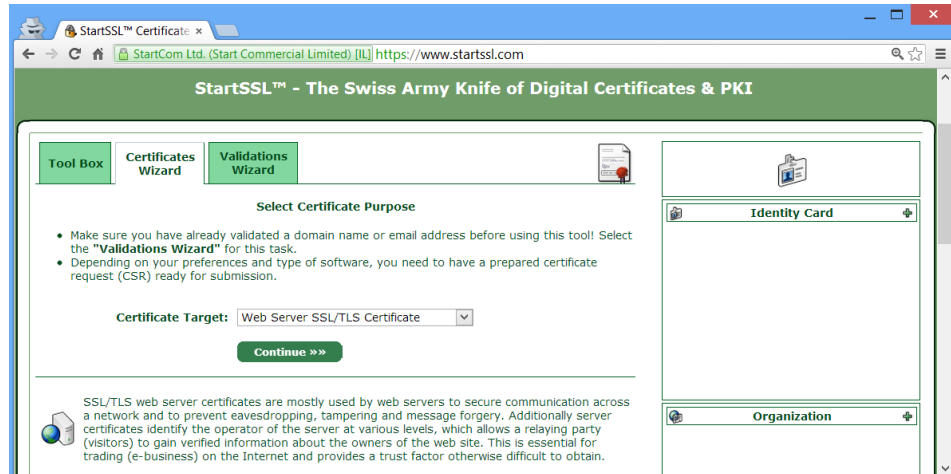 StartSSL™ Certificate ×
StartCom Ltd. (Start Commercial Limited) [IL] https://www.startssl.com
StartSSL™ - The Swiss Army Knife of Digital Certificates & PKI
Tool Box
Certificates
Wizard
Validations
Wizard
Select Certificate Purpose
• Make sure you have already validated a domain name or email address before using this tool! Select
the "Validations Wizard" for this task.
• Depending on your preferences and type of software, you need to have a prepared certificate
request (CSR) ready for submission.
Certificate Target: Web Server SSL/TLS Certificate
Continue »»
SSL/TLS web server certificates are mostly used by web servers to secure communication across
a network and to prevent eavesdropping, tampering and message forgery. Additionally server
certificates identify the operator of the server at various levels, which allows a relaying party
(visitors) to gain verified information about the owners of the web site. This is essential for
trading (e-business) on the Internet and provides a trust factor otherwise difficult to obtain.
Identity Card
Organization